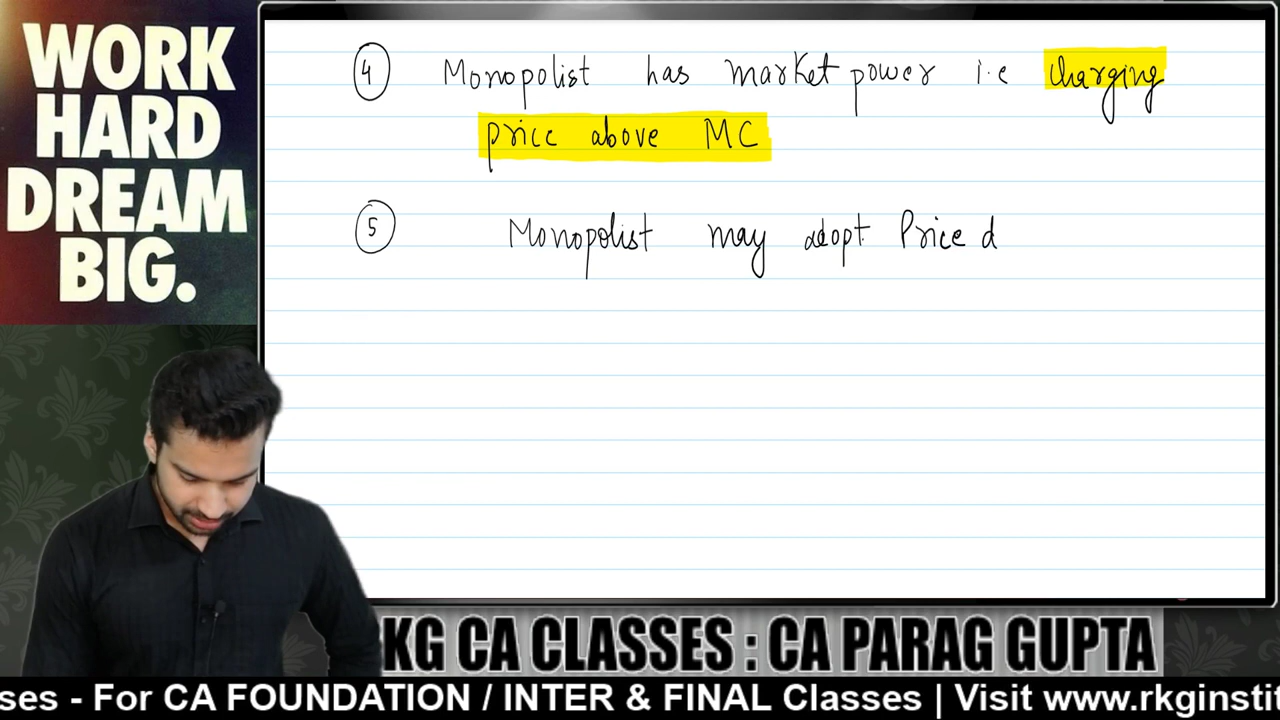 WORK
HARD
DREAM
BIG.
4 Monopolist has market power i.e charging
price above MC
5 Monopolist may adopt Price d
KG CA CLASSES : CA PARAG GUPTA
ses - For CA FOUNDATION / INTER & FINAL Classes | Visit www.rkginstit